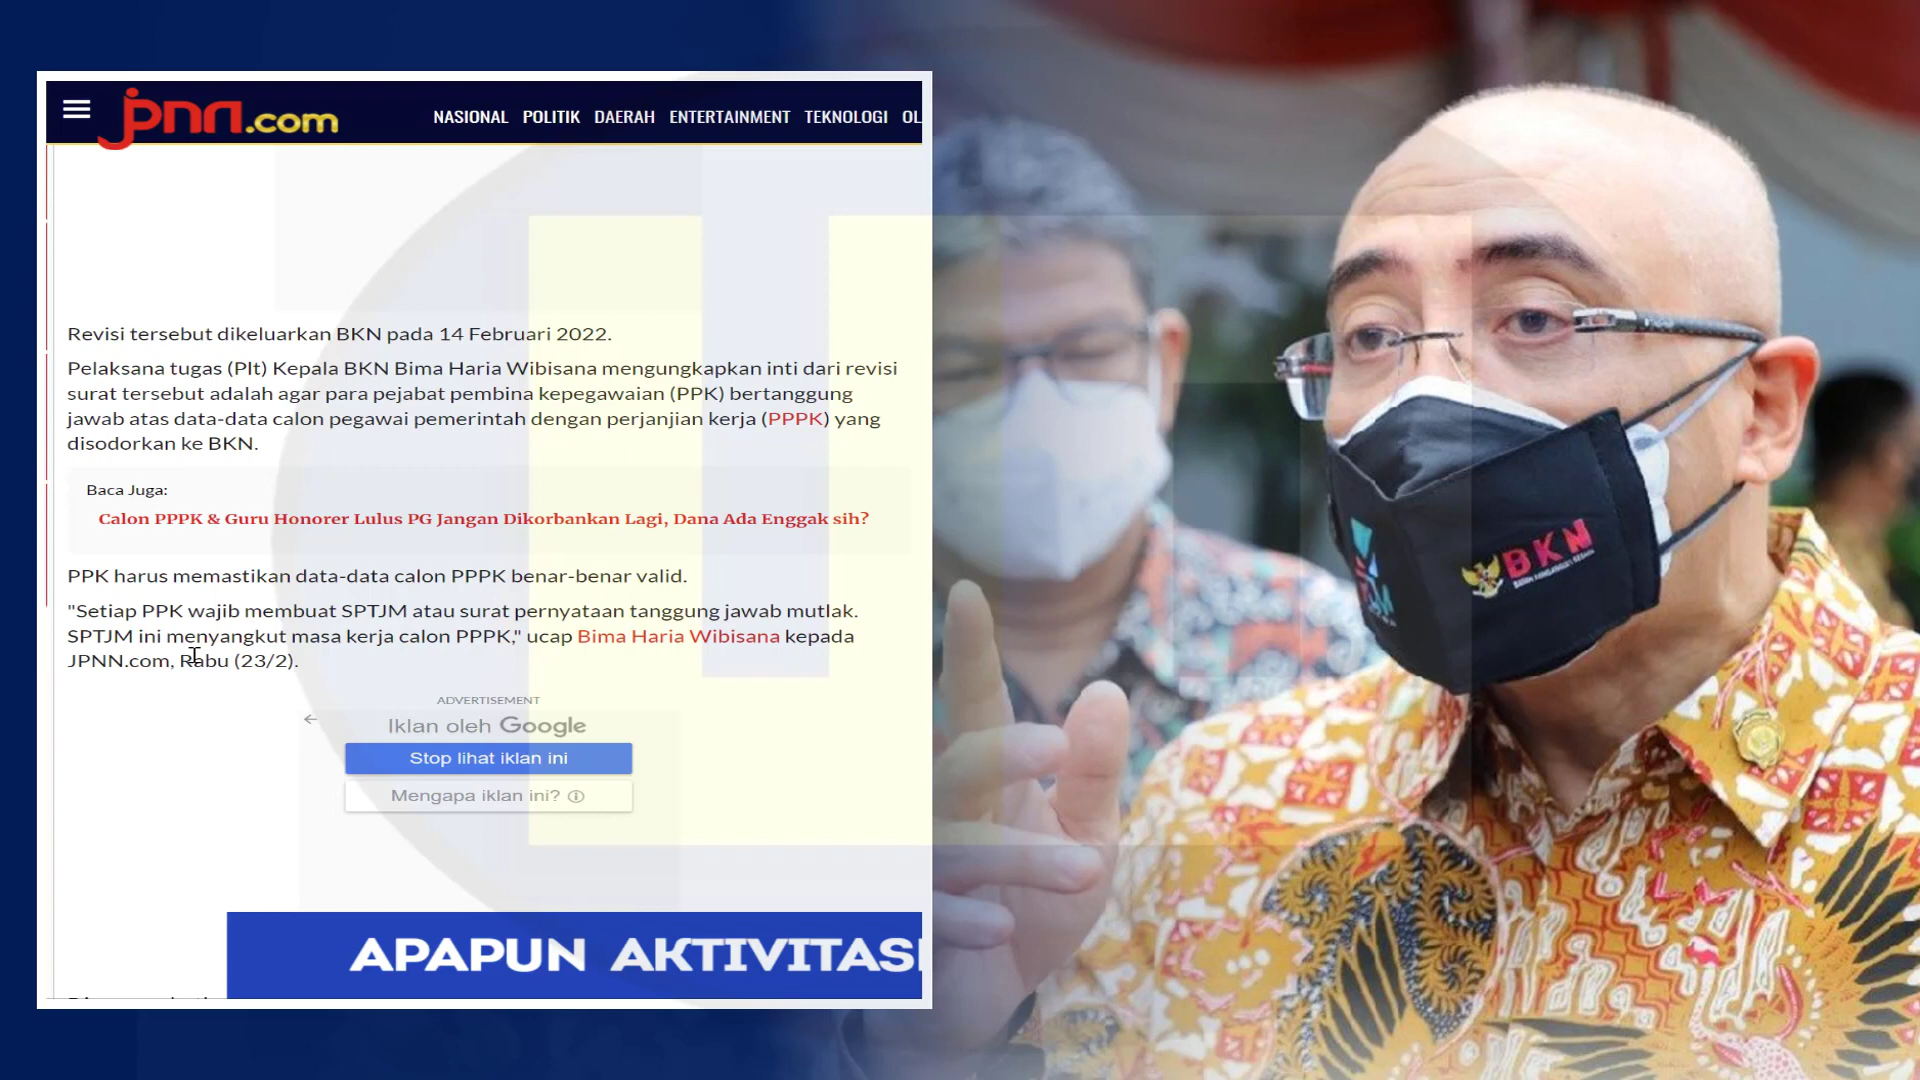 jpnn.com
NASIONAL POLITIK DAERAH ENTERTAINMENT TEKNOLOGI OL
Revisi tersebut dikeluarkan BKN pada 14 Februari 2022.
Pelaksana tugas (Plt) Kepala BKN Bima Haria Wibisana mengungkapkan inti dari revisi
surat tersebut adalah agar para pejabat pembina kepegawaian (PPK) bertanggung
jawab atas data-data calon pegawai pemerintah dengan perjanjian kerja (PPPK) yang
disodorkan ke BKN.
Baca Juga:
Calon PPPK & Guru Honorer Lulus PG Jangan Dikorbankan Lagi, Dana Ada Enggak sih?
PPK harus memastikan data-data calon PPPK benar-benar valid.
"Setiap PPK wajib membuat SPTJM atau surat pernyataan tanggung jawab mutlak.
SPTJM ini menyangkut masa kerja calon PPPK," ucap Bima Haria Wibisana kepada
JPNN.com, Rabu (23/2).
ADVERTISEMENT
Iklan oleh Google
Stop lihat iklan ini
Mengapa iklan ini?
APAPUN AKTIVITAS
BKN